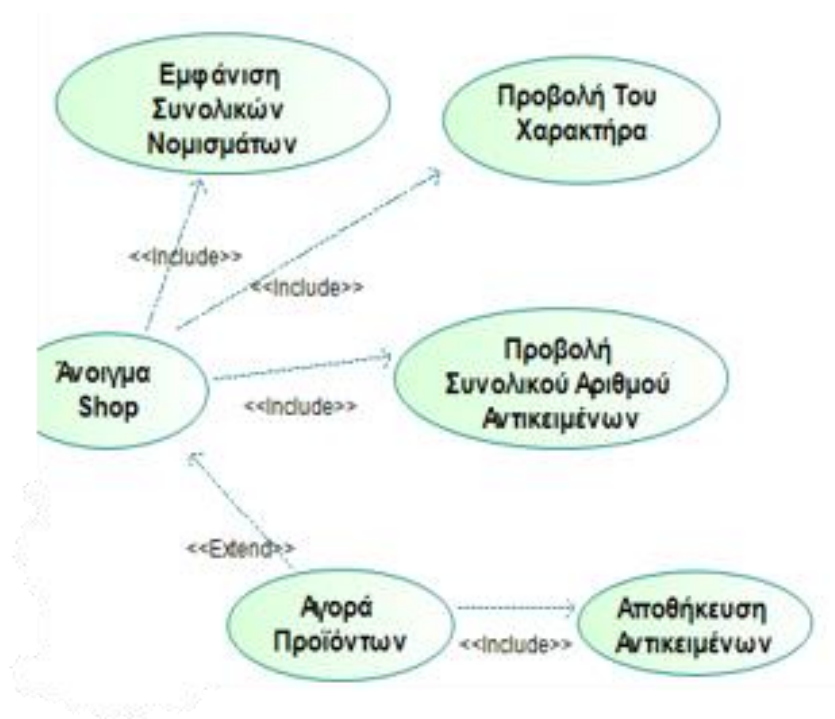 Εμφάνιση
Συνολικών
Νομισμάτων
Προβολή Του
Χαρακτήρα
<<Include>>
<<Include>>
Άνοιγμα
Shop
Προβολή
Συνολικού Αριθμού
Αντικειμένων
<<Include>>
<<Extend>>
Αγορά
Προϊόντων
<<Include>>
Αποθήκευση
Αντικειμένων